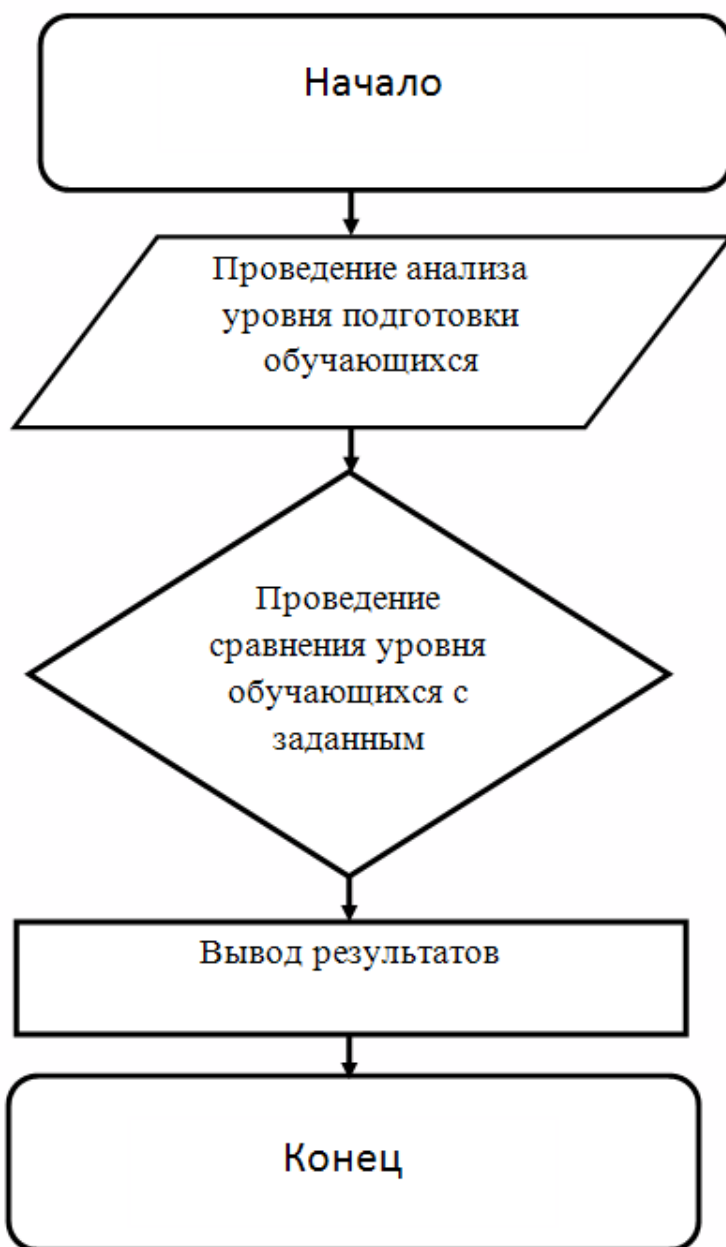 Начало
Проведение анализа
уровня подготовки
обучающихся
Проведение
сравнения уровня
обучающихся с
заданным
Вывод результатов
Конец